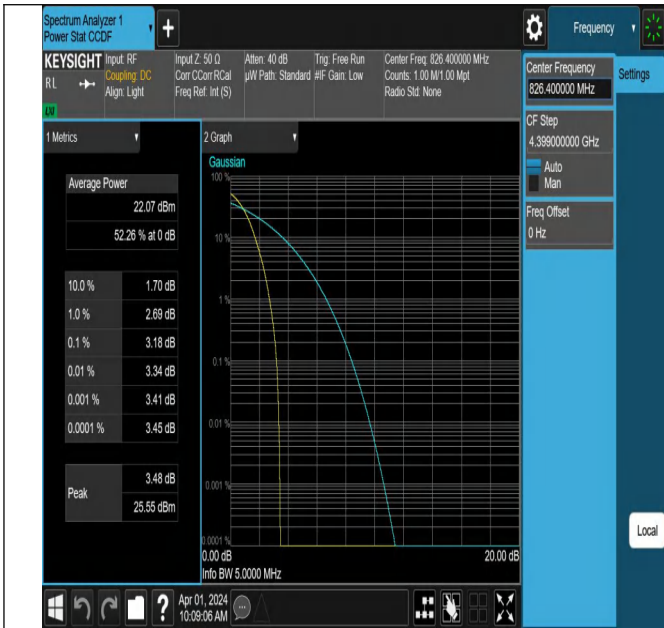 Spectrum Analyzer 1
Power Stat CCDF
+
Frequency
KEYSIGHT
RL
LXI
Input: RF
Coupling: DC
Align: Light
Input Z: 50 Ω
Corr CCorr RCal
Freq Ref: Int (S)
Atten: 40 dB
µW Path: Standard
Trig: Free Run
#IF Gain: Low
Center Freq: 826.400000 MHz
Counts: 1.00 M/1.00 Mpt
Radio Std: None
Center Frequency
826.400000 MHz
Settings
CF Step
4.399000000 GHz
Auto
Man
Freq Offset
0 Hz
Local
1 Metrics
Average Power
22.07 dBm
52.26 % at 0 dB
10.0 % 1.70 dB
1.0 % 2.69 dB
0.1 % 3.18 dB
0.01 % 3.34 dB
0.001 % 3.41 dB
0.0001 % 3.45 dB
Peak
3.48 dB
25.55 dBm
2 Graph
Gaussian
100 %
10 %
1 %
0.1 %
0.01 %
0.001 %
0.0001 %
0.00 dB 20.00 dB
Info BW 5.0000 MHz
?
Apr 01, 2024
10:09:06 AM